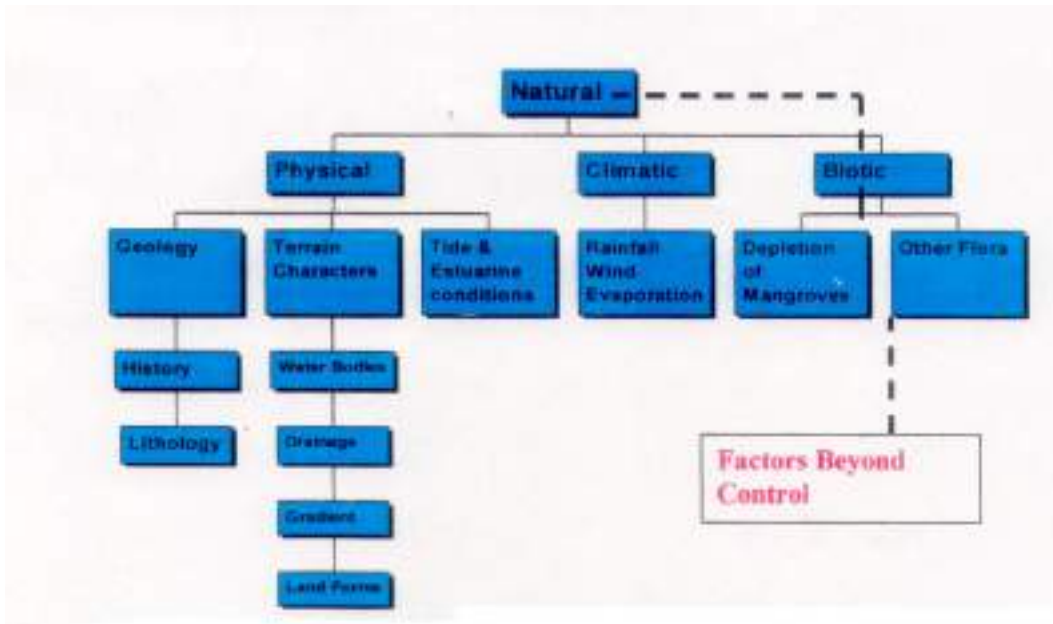 Natural
Physical
Climatic
Biotic
Geology
Terrain
Characters
Tide &
Estuarine
conditions
Rainfall
Wind
Evaporation
Depletion
of
Mangroves
Other Flora
History
Water Bodies
Lithology
Drainage
Factors Beyond
Control
Gradient
Land Forms